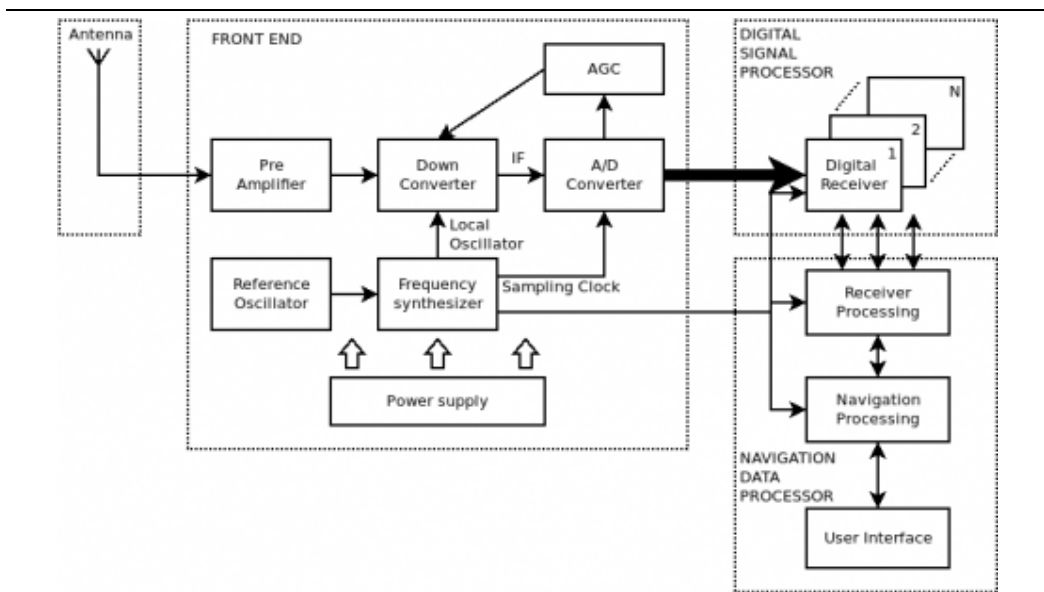 Antenna
FRONT END
AGC
Pre
Amplifier
Down
Converter
IF
A/D
Converter
Local
Oscillator
Reference
Oscillator
Frequency
synthesizer
Sampling Clock
Power supply
DIGITAL
SIGNAL
PROCESSOR
N
2
1
Digital
Receiver
Receiver
Processing
Navigation
Processing
NAVIGATION
DATA
PROCESSOR
User Interface